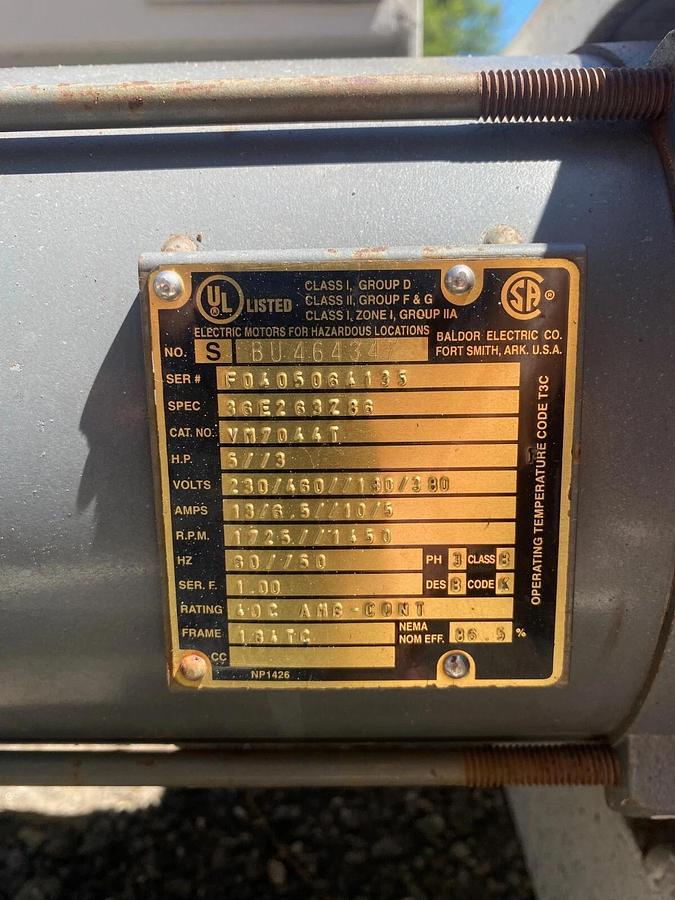 UL® LISTED
CLASS I, GROUP D
CLASS II, GROUP F & G
CLASS I, ZONE I, GROUP IIA
SA ®
ELECTRIC MOTORS FOR HAZARDOUS LOCATIONS
BALDOR ELECTRIC CO.
FORT SMITH, ARK. U.S.A.
NO. S
SER # F0405064135
SPEC 36E263Z86
CAT. NO. VM7044T
H.P. 5//3
VOLTS 230/460//190/380
AMPS 13/6.5//10/5
R.P.M. 1725//1450
HZ 60//50 PH 3 CLASS B
SER. F. 1.00 DES B CODE K
RATING 40C AMB-CONT
FRAME 184TC NEMA NOM EFF. 86.5 %
CC
NP1426
OPERATING TEMPERATURE CODE T3C